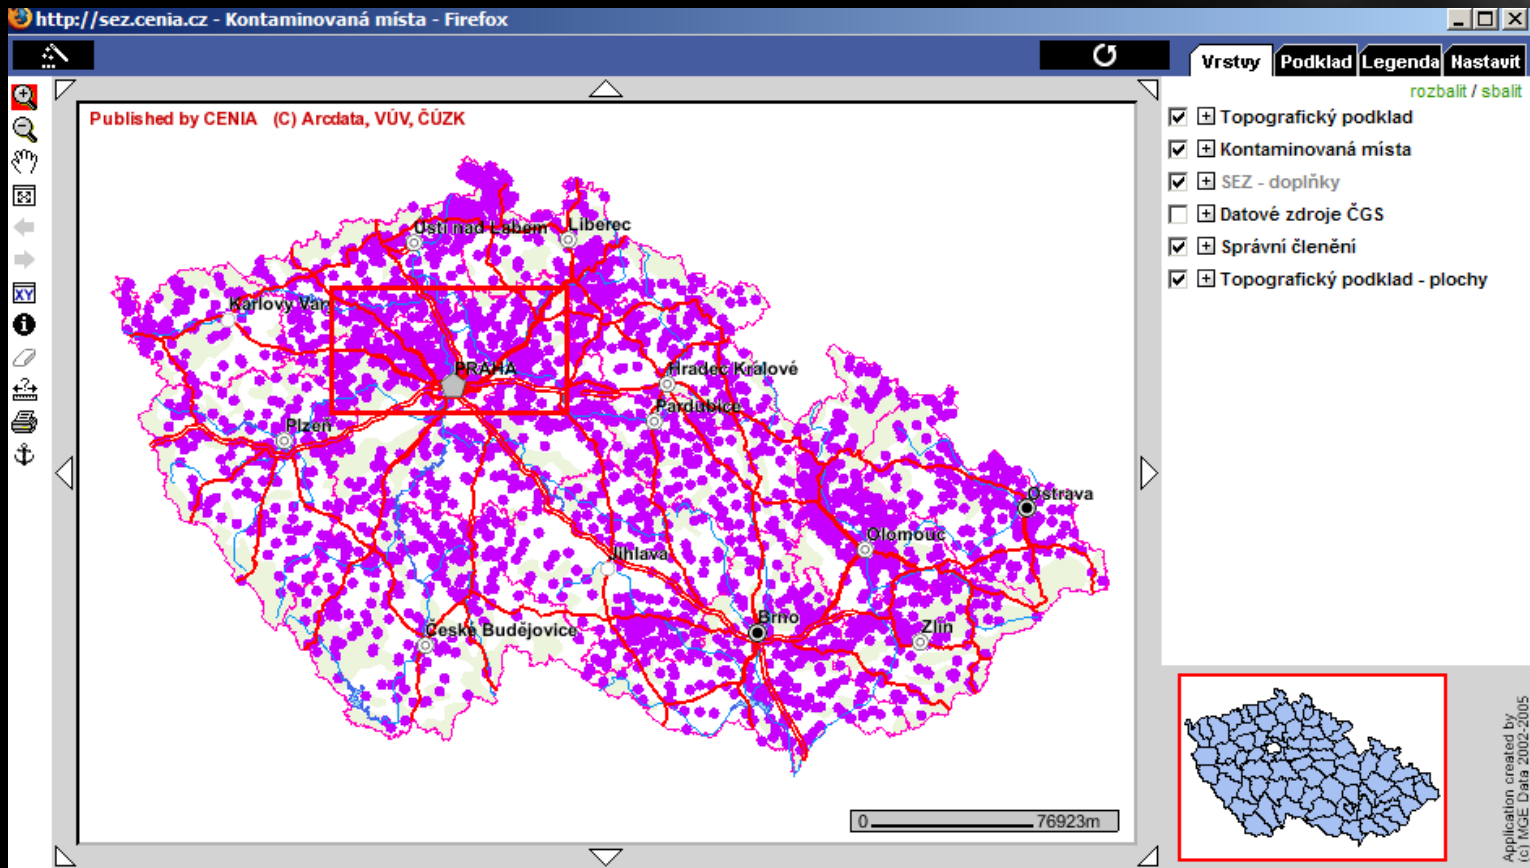 http://sez.cenia.cz - Kontaminovaná místa - Firefox
Vrstvy Podklad Legenda Nastavit
rozbalit / sbalit
Published by CENIA (C) Arcdata, VÚV, ČÚZK
Topografický podklad
Kontaminovaná místa
SEZ - doplňky
Datové zdroje ČGS
Správní členění
Topografický podklad - plochy
XY
Ústí nad Labem
Liberec
Karlovy Var
PRAHA
Hradec Králové
Pardubice
Plzeň
Ostrava
Olomouc
Jihlava
Brno
Zlín
České Budějovice
0 76923m
Application created by
(c) MGE Data 2002-2005